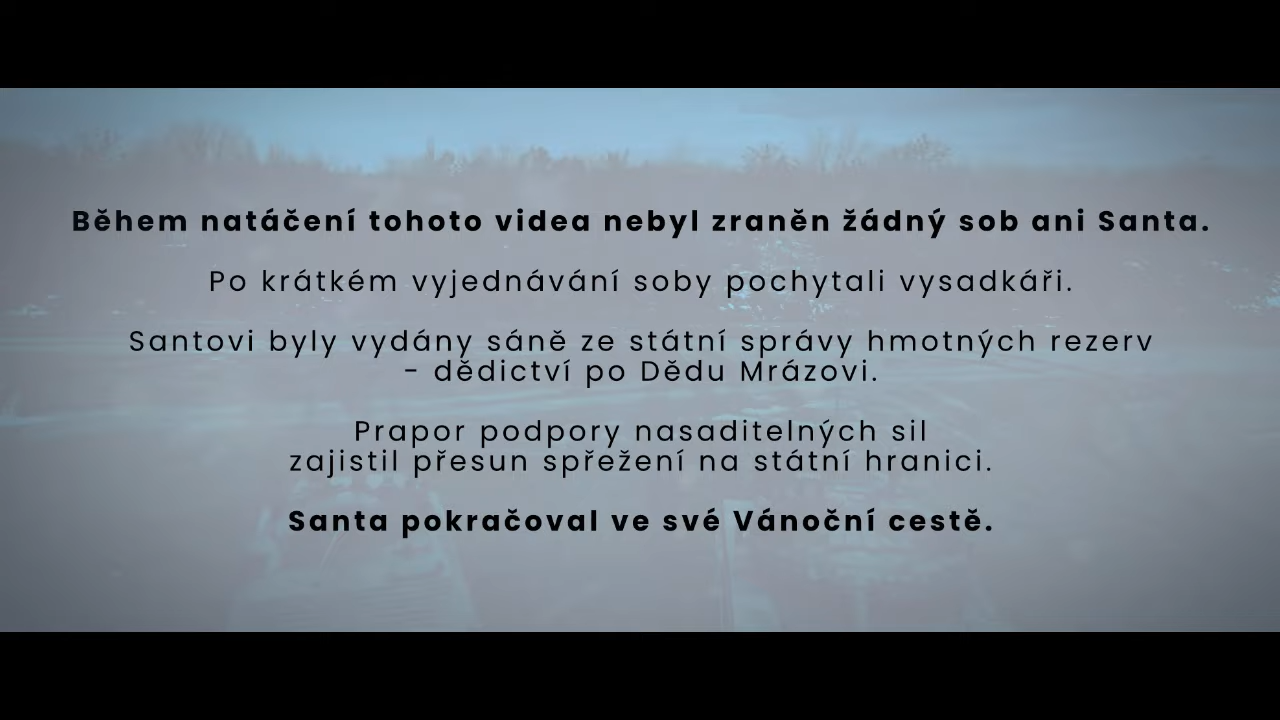 Během natáčení tohoto videa nebyl zraněn žádný sob ani Santa.
Po krátkém vyjednávání soby pochytali vysadkáři.
Santovi byly vydány sáně ze státní správy hmotných rezerv
- dědictví po Dědu Mrázovi.
Prapor podpory nasaditelných sil
zajistil přesun spřežení na státní hranici.
Santa pokračoval ve své Vánoční cestě.